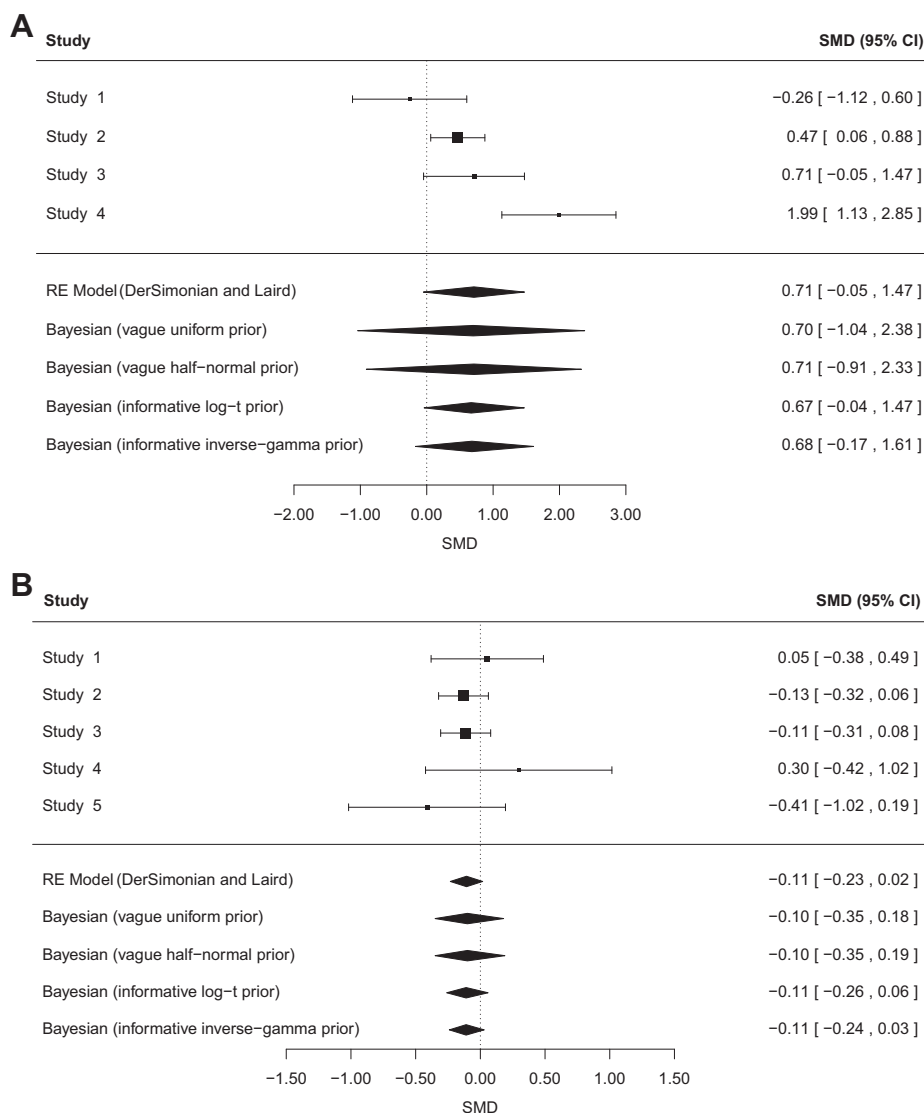 A
Study SMD (95% CI)
Study 1 −0.26 [ −1.12 , 0.60 ]
Study 2 0.47 [ 0.06 , 0.88 ]
Study 3 0.71 [ −0.05 , 1.47 ]
Study 4 1.99 [ 1.13 , 2.85 ]
RE Model (DerSimonian and Laird) 0.71 [ −0.05 , 1.47 ]
Bayesian (vague uniform prior) 0.70 [ −1.04 , 2.38 ]
Bayesian (vague half−normal prior) 0.71 [ −0.91 , 2.33 ]
Bayesian (informative log−t prior) 0.67 [ −0.04 , 1.47 ]
Bayesian (informative inverse−gamma prior) 0.68 [ −0.17 , 1.61 ]
−2.00 −1.00 0.00 1.00 2.00 3.00
SMD
B
Study SMD (95% CI)
Study 1 0.05 [ −0.38 , 0.49 ]
Study 2 −0.13 [ −0.32 , 0.06 ]
Study 3 −0.11 [ −0.31 , 0.08 ]
Study 4 0.30 [ −0.42 , 1.02 ]
Study 5 −0.41 [ −1.02 , 0.19 ]
RE Model (DerSimonian and Laird) −0.11 [ −0.23 , 0.02 ]
Bayesian (vague uniform prior) −0.10 [ −0.35 , 0.18 ]
Bayesian (vague half−normal prior) −0.10 [ −0.35 , 0.19 ]
Bayesian (informative log−t prior) −0.11 [ −0.26 , 0.06 ]
Bayesian (informative inverse−gamma prior) −0.11 [ −0.24 , 0.03 ]
−1.50 −1.00 −0.50 0.00 0.50 1.00 1.50
SMD